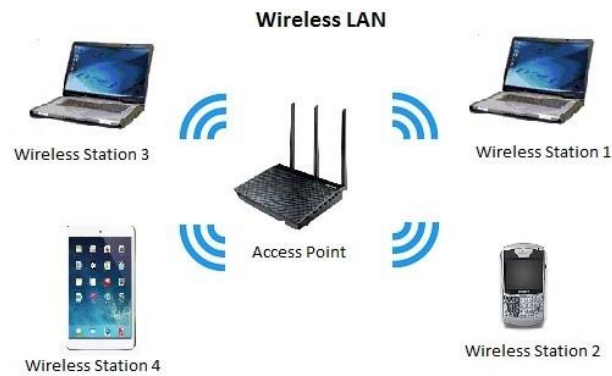 Wireless LAN
Wireless Station 3
Wireless Station 1
Access Point
Wireless Station 4
Wireless Station 2